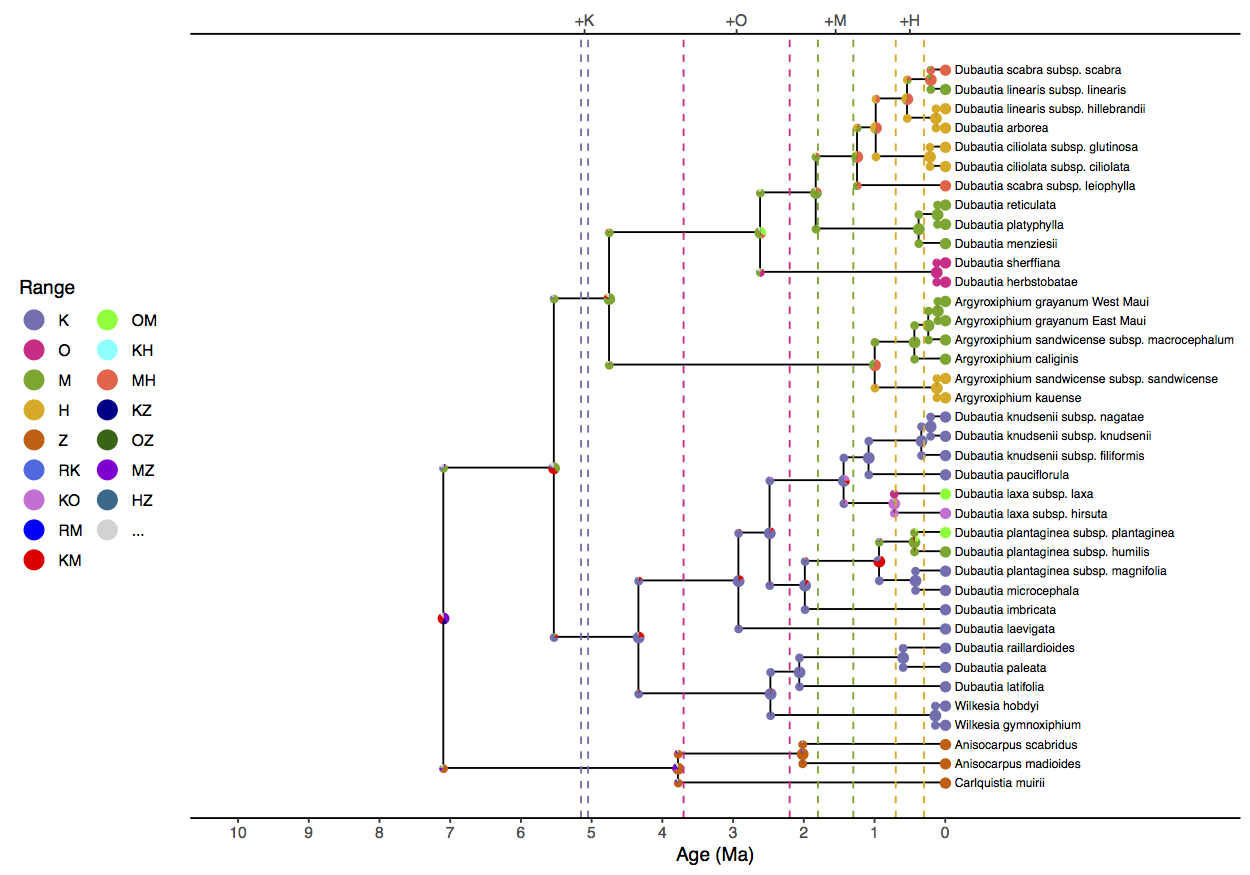 +K +O +M +H
Dubautia scabra subsp. scabra
Dubautia linearis subsp. linearis
Dubautia linearis subsp. hillebrandii
Dubautia arborea
Dubautia ciliolata subsp. glutinosa
Dubautia ciliolata subsp. ciliolata
Dubautia scabra subsp. leiophylla
Dubautia reticulata
Dubautia platyphylla
Dubautia menziesii
Dubautia sherffiana
Dubautia herbstobatae
Argyroxiphium grayanum West Maui
Argyroxiphium grayanum East Maui
Argyroxiphium sandwicense subsp. macrocephalum
Argyroxiphium caliginis
Argyroxiphium sandwicense subsp. sandwicense
Argyroxiphium kauense
Dubautia knudsenii subsp. nagatae
Dubautia knudsenii subsp. knudsenii
Dubautia knudsenii subsp. filiformis
Dubautia pauciflorula
Dubautia laxa subsp. laxa
Dubautia laxa subsp. hirsuta
Dubautia plantaginea subsp. plantaginea
Dubautia plantaginea subsp. humilis
Dubautia plantaginea subsp. magnifolia
Dubautia microcephala
Dubautia imbricata
Dubautia laevigata
Dubautia raillardioides
Dubautia paleata
Dubautia latifolia
Wilkesia hobdyi
Wilkesia gymnoxiphium
Anisocarpus scabridus
Anisocarpus madioides
Carlquistia muirii
Range
K OM
O KH
M MH
H KZ
Z OZ
RK MZ
KO HZ
RM ...
KM
10 9 8 7 6 5 4 3 2 1 0
Age (Ma)